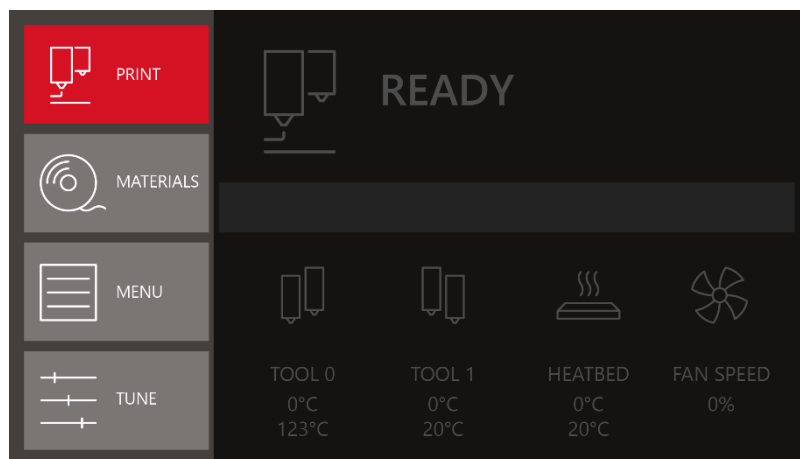 PRINT
READY
MATERIALS
MENU
TUNE
TOOL 0 TOOL 1 HEATBED FAN SPEED
0°C 0°C 0°C 0%
123°C 20°C 20°C